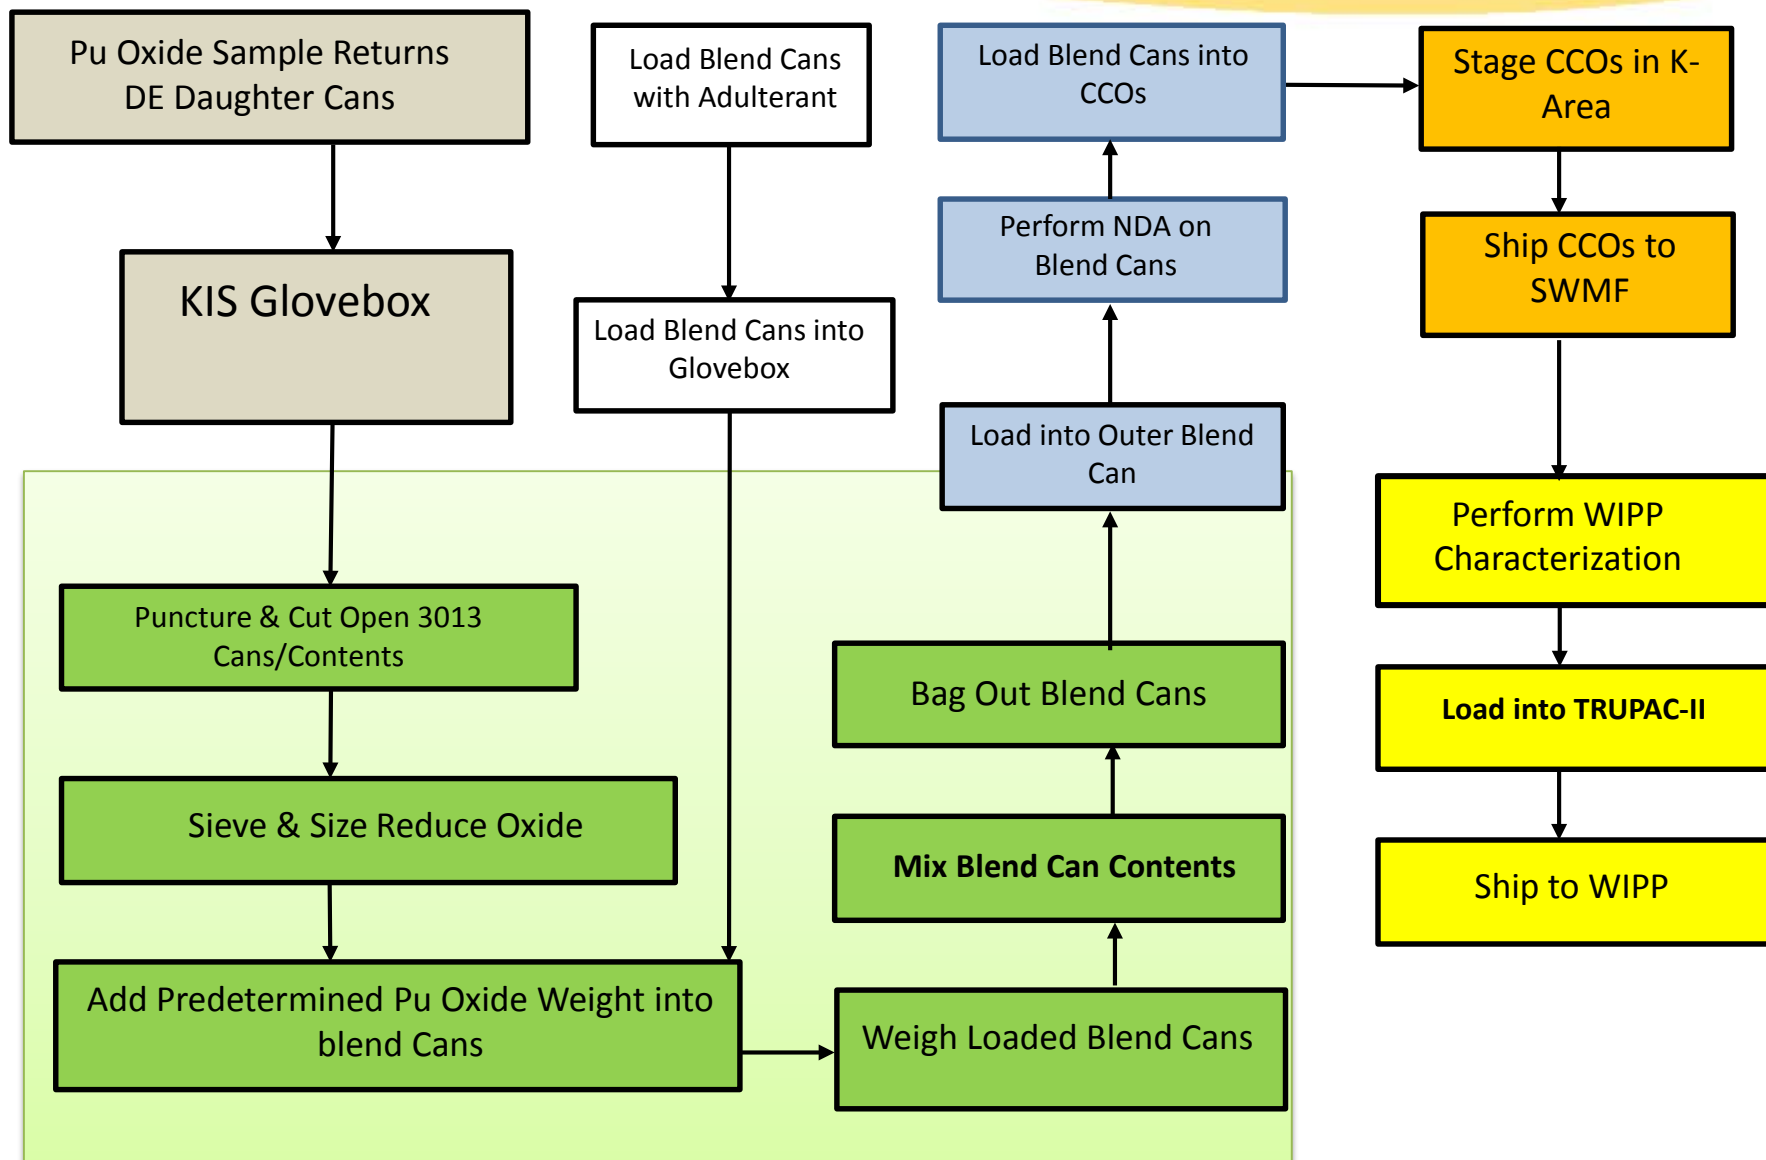 Pu Oxide Sample Returns
DE Daughter Cans
KIS Glovebox
Puncture & Cut Open 3013
Cans/Contents
Sieve & Size Reduce Oxide
Add Predetermined Pu Oxide Weight into
blend Cans
Load Blend Cans
with Adulterant
Load Blend Cans into
Glovebox
Weigh Loaded Blend Cans
Mix Blend Can Contents
Bag Out Blend Cans
Load into Outer Blend
Can
Perform NDA on
Blend Cans
Load Blend Cans into
CCOs
Stage CCOs in K-
Area
Ship CCOs to
SWMF
Perform WIPP
Characterization
Load into TRUPAC-II
Ship to WIPP